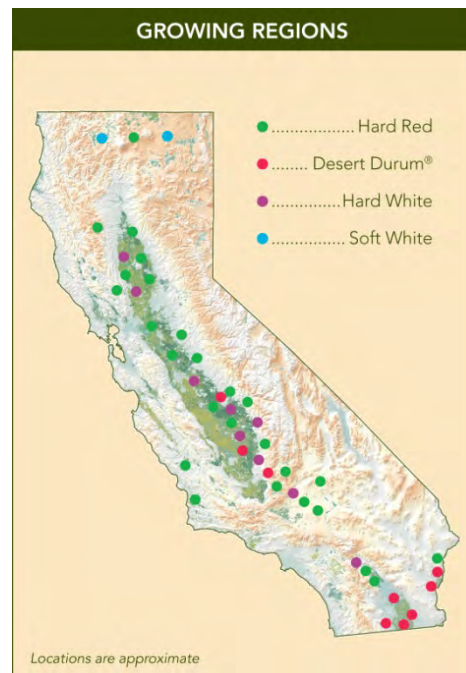 GROWING REGIONS
..................Hard Red
........ Desert Durum®
................Hard White
.................Soft White
Locations are approximate